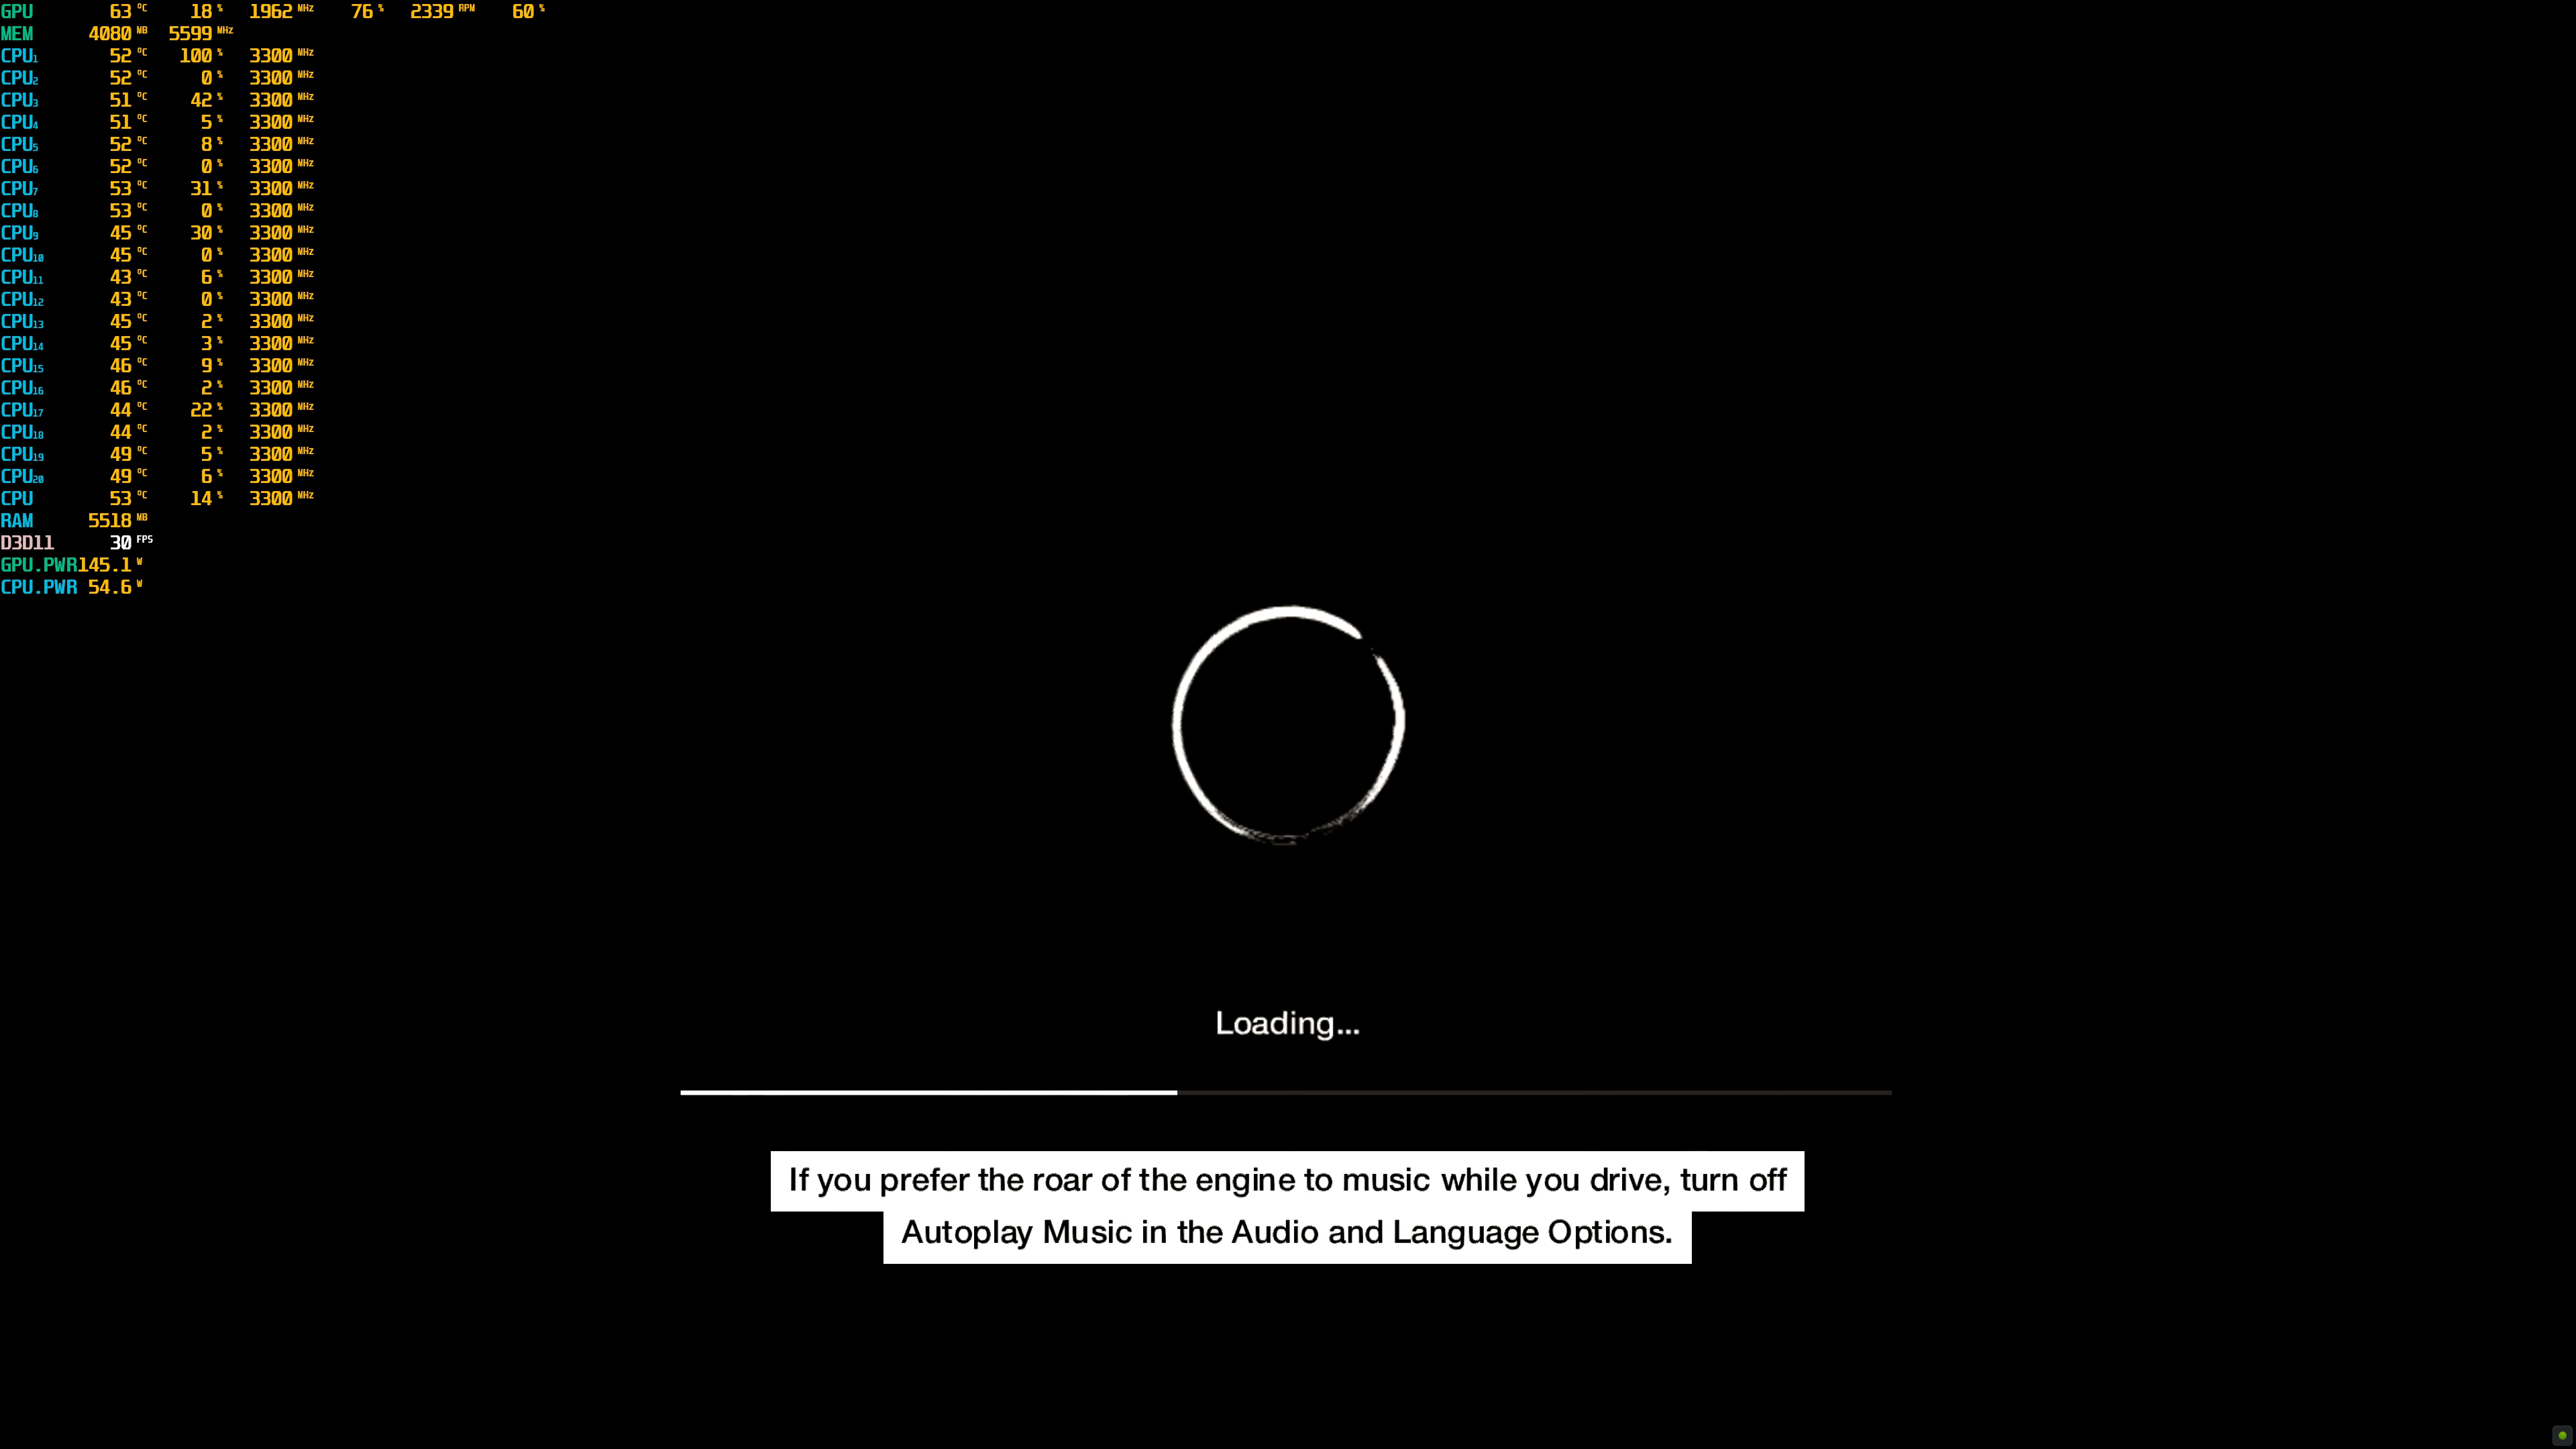 GPU 63 °C 18 % 1962 MHz 76 % 2339 RPM 60 %
MEM 4080 MB 5599 MHz
CPU1 52 °C 100 % 3300 MHz
CPU2 52 °C 0 % 3300 MHz
CPU3 51 °C 42 % 3300 MHz
CPU4 51 °C 5 % 3300 MHz
CPU5 52 °C 8 % 3300 MHz
CPU6 52 °C 0 % 3300 MHz
CPU7 53 °C 31 % 3300 MHz
CPU8 53 °C 0 % 3300 MHz
CPU9 45 °C 30 % 3300 MHz
CPU10 45 °C 0 % 3300 MHz
CPU11 43 °C 6 % 3300 MHz
CPU12 43 °C 0 % 3300 MHz
CPU13 45 °C 2 % 3300 MHz
CPU14 45 °C 3 % 3300 MHz
CPU15 46 °C 9 % 3300 MHz
CPU16 46 °C 2 % 3300 MHz
CPU17 44 °C 22 % 3300 MHz
CPU18 44 °C 2 % 3300 MHz
CPU19 49 °C 5 % 3300 MHz
CPU20 49 °C 6 % 3300 MHz
CPU 53 °C 14 % 3300 MHz
RAM 5518 MB
D3D11 30 FPS
GPU.PWR 145.1 W
CPU.PWR 54.6 W
Loading...
If you prefer the roar of the engine to music while you drive, turn off
Autoplay Music in the Audio and Language Options.